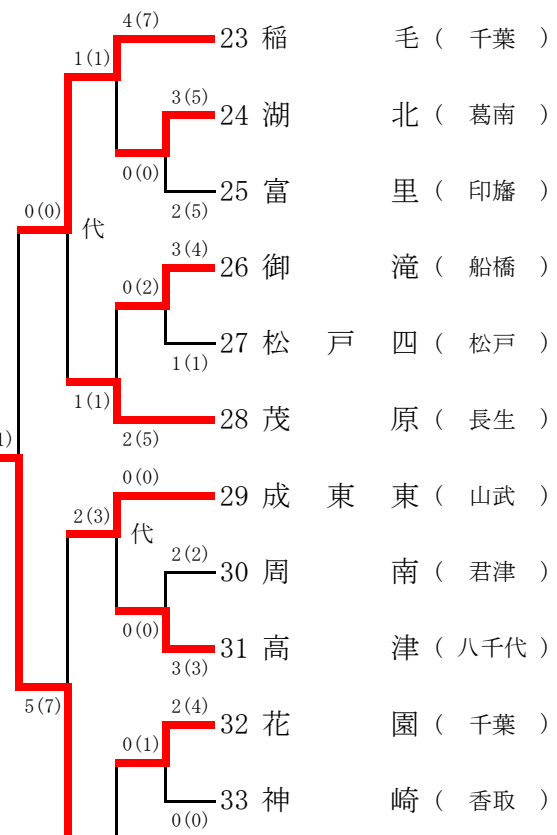 4(7)
23 稲 毛 ( 千葉 )
1(1)
3(5)
24 湖 北 ( 葛南 )
0(0)
25 富 里 ( 印旛 )
2(5)
0(0)
代
3(4)
26 御 滝 ( 船橋 )
0(2)
27 松 戸 四 ( 松戸 )
1(1)
1(1)
28 茂 原 ( 長生 )
2(5)
1)
0(0)
29 成 東 東 ( 山武 )
2(3)
代
2(2)
30 周 南 ( 君津 )
0(0)
31 高 津 ( 八千代 )
3(3)
5(7)
2(4)
32 花 園 ( 千葉 )
0(1)
33 神 崎 ( 香取 )
0(0)